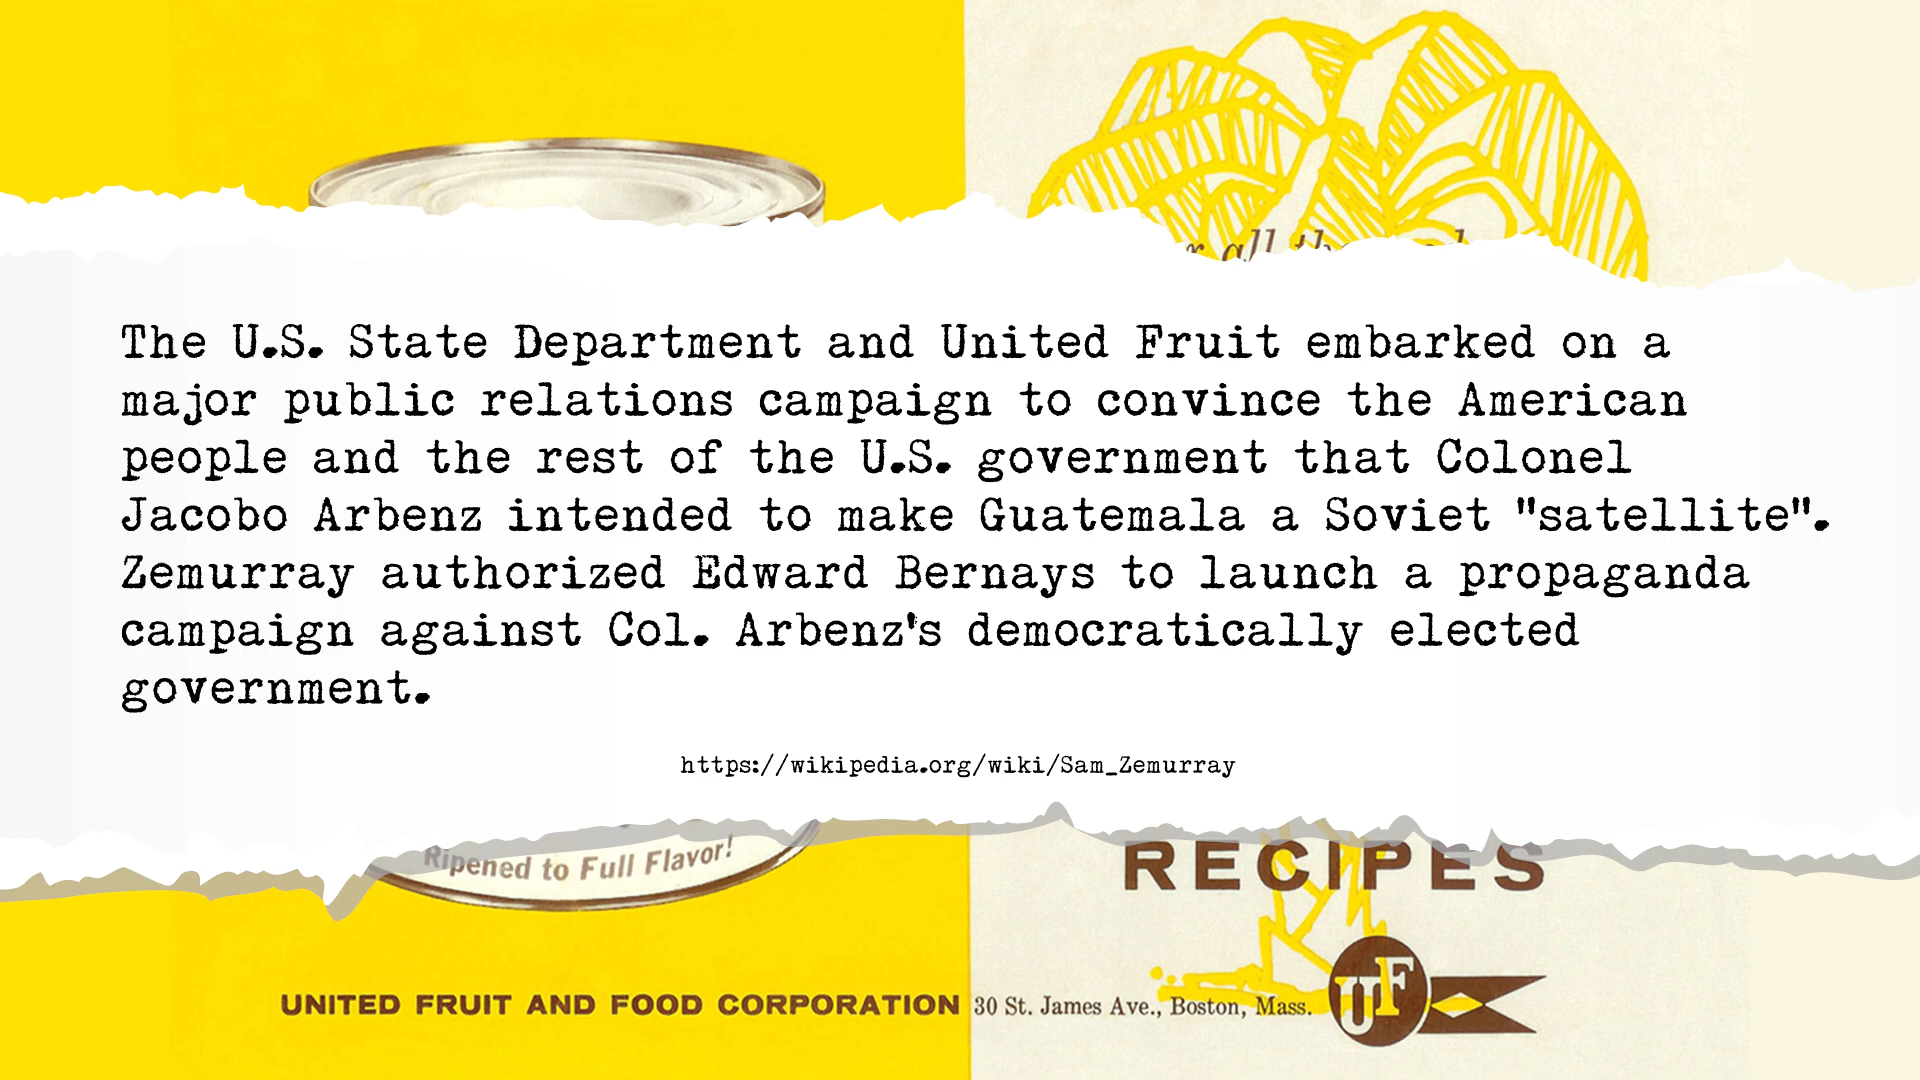 all
The U.S. State Department and United Fruit embarked on a
major public relations campaign to convince the American
people and the rest of the U.S. government that Colonel
Jacobo Arbenz intended to make Guatemala a Soviet "satellite".
Zemurray authorized Edward Bernays to launch a propaganda
campaign against Col. Arbenz's democratically elected
government.
https://wikipedia.org/wiki/Sam_Zemurray
Ripened to Full Flavor!
RECIPES
UNITED FRUIT AND FOOD CORPORATION 30 St. James Ave., Boston, Mass.
UF